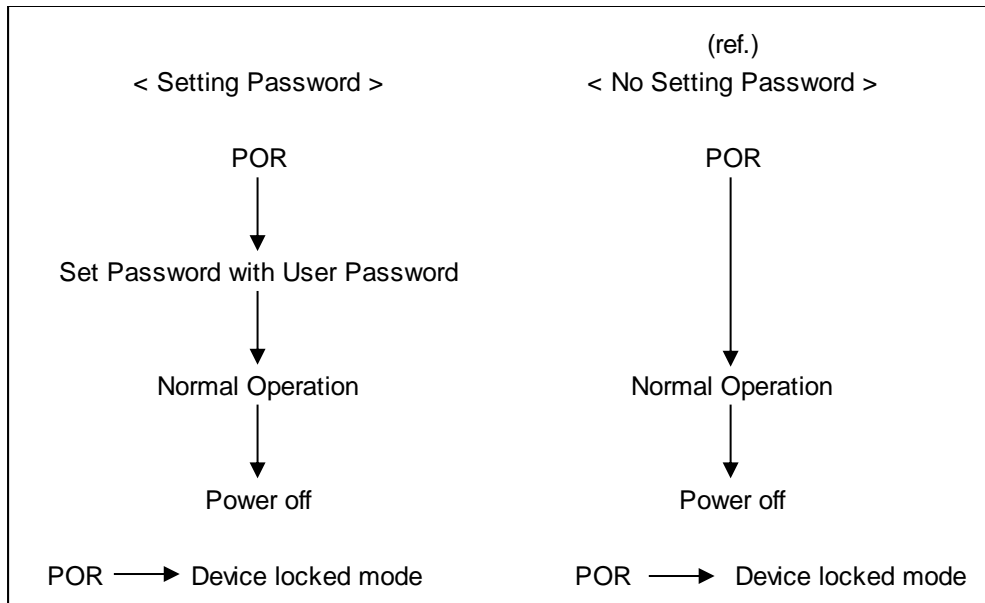 (ref.)
< Setting Password >
< No Setting Password >
POR
POR
Set Password with User Password
Normal Operation
Normal Operation
Power off
Power off
POR Device locked mode
POR Device locked mode